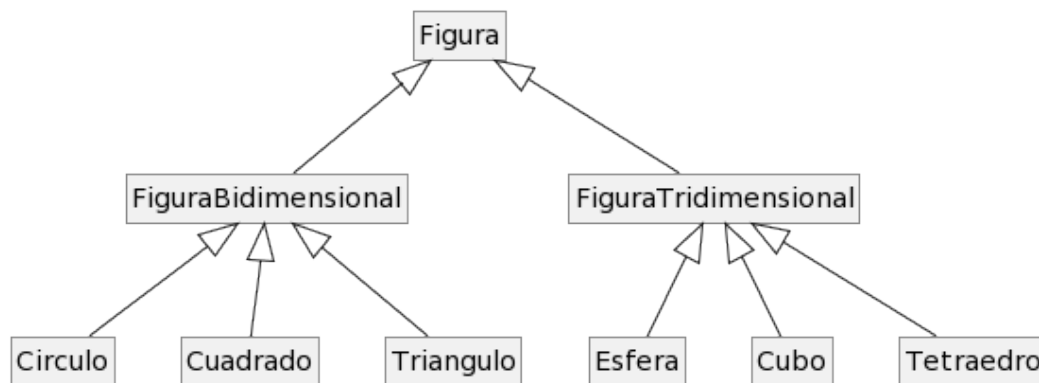 Figura
FiguraBidimensional
FiguraTridimensional
Circulo
Cuadrado
Triangulo
Esfera
Cubo
Tetraedro